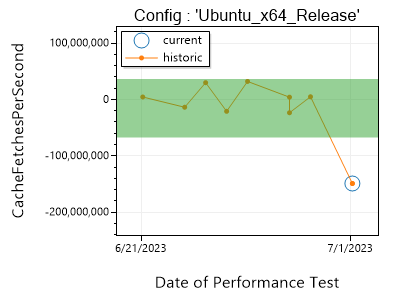 Config : 'Ubuntu_x64_Release'
current
historic
100,000,000
0
-100,000,000
-200,000,000
CacheFetchesPerSecond
6/21/2023
7/1/2023
Date of Performance Test